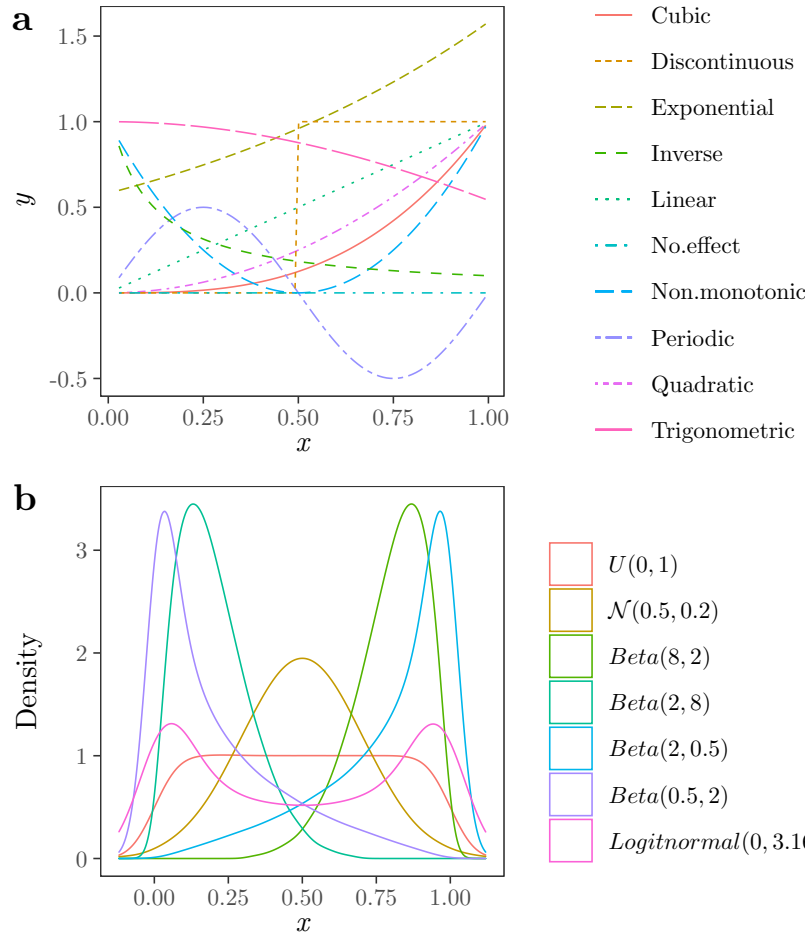 a
y
1.5
1.0
0.5
0.0
-0.5
0.00 0.25 0.50 0.75 1.00
x
Cubic
Discontinuous
Exponential
Inverse
Linear
No.effect
Non.monotonic
Periodic
Quadratic
Trigonometric
b
Density
3
2
1
0
0.00 0.25 0.50 0.75 1.00
x
U(0, 1)
𝒩(0.5, 0.2)
Beta(8, 2)
Beta(2, 8)
Beta(2, 0.5)
Beta(0.5, 2)
Logitnormal(0, 3.16